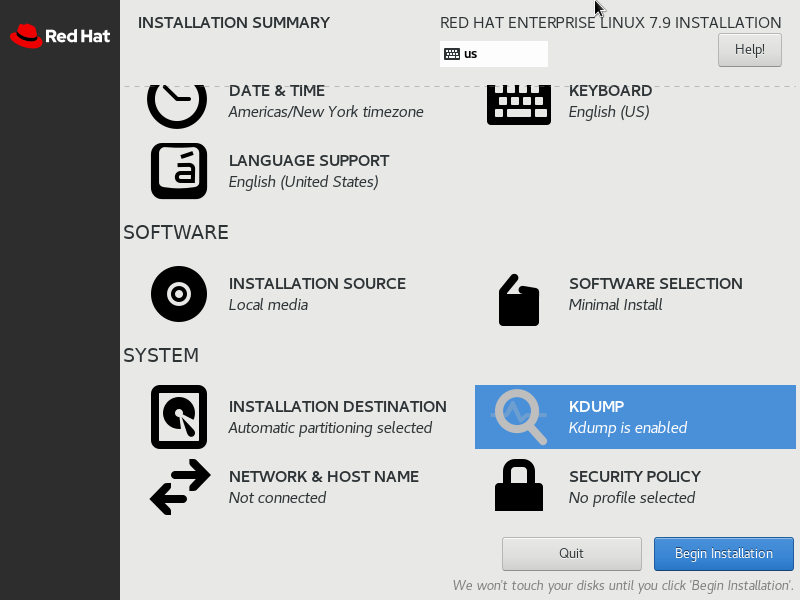 Red Hat
INSTALLATION SUMMARY
RED HAT ENTERPRISE LINUX 7.9 INSTALLATION
us
Help!
DATE & TIME
Americas/New York timezone
KEYBOARD
English (US)
á
LANGUAGE SUPPORT
English (United States)
SOFTWARE
INSTALLATION SOURCE
Local media
SOFTWARE SELECTION
Minimal Install
SYSTEM
INSTALLATION DESTINATION
Automatic partitioning selected
KDUMP
Kdump is enabled
NETWORK & HOST NAME
Not connected
SECURITY POLICY
No profile selected
Quit
Begin Installation
We won't touch your disks until you click 'Begin Installation'.